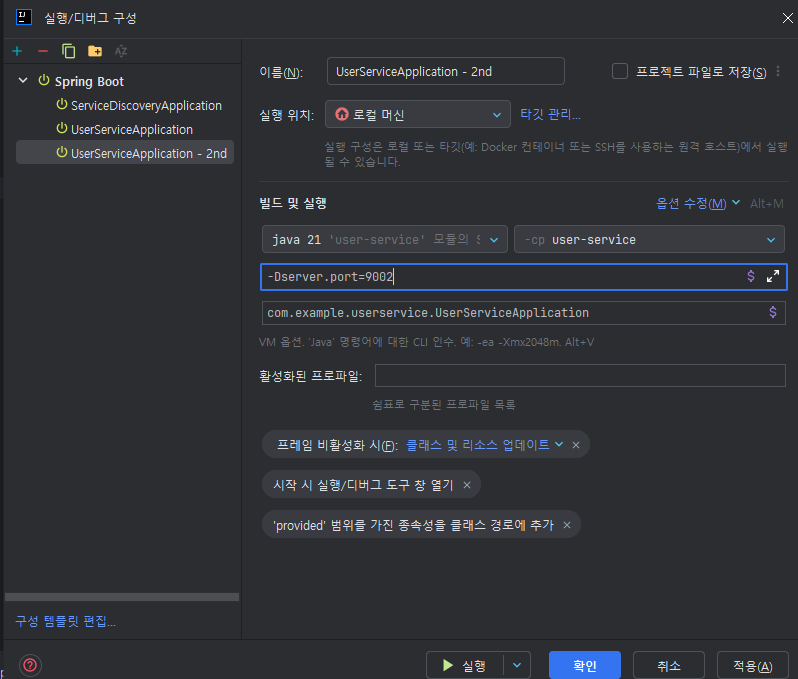 실행/디버그 구성
Spring Boot
ServiceDiscoveryApplication
UserServiceApplication
UserServiceApplication - 2nd
구성 템플릿 편집...
이름(N): UserServiceApplication - 2nd 프로젝트 파일로 저장(S)
실행 위치: 로컬 머신 타깃 관리...
실행 구성은 로컬 또는 타깃(예: Docker 컨테이너 또는 SSH를 사용하는 원격 호스트)에서 실행
될 수 있습니다.
빌드 및 실행 옵션 수정(M) Alt+M
java 21 'user-service' 모듈의 -cp user-service
-Dserver.port=9002
com.example.userservice.UserServiceApplication
VM 옵션. 'Java' 명령어에 대한 CLI 인수. 예: -ea -Xmx2048m. Alt+V
활성화된 프로파일:
쉼표로 구분된 프로파일 목록
프레임 비활성화 시(F): 클래스 및 리소스 업데이트 ×
시작 시 실행/디버그 도구 창 열기 ×
'provided' 범위를 가진 종속성을 클래스 경로에 추가 ×
? 실행 확인 취소 적용(A)